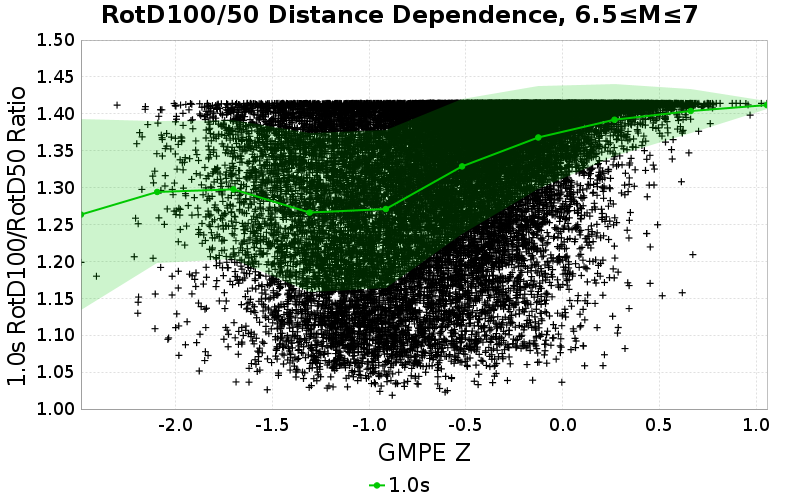 RotD100/50 Distance Dependence, 6.5≤M≤7
1.0s RotD100/RotD50 Ratio
1.50
1.45
1.40
1.35
1.30
1.25
1.20
1.15
1.10
1.05
1.00
-2.0 -1.5 -1.0 -0.5 0.0 0.5 1.0
GMPE Z
1.0s